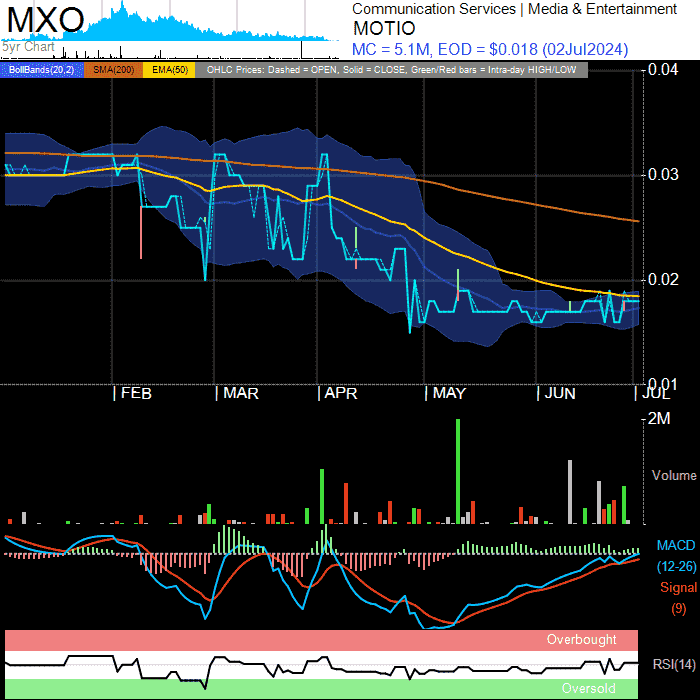 MXO
Communication Services | Media & Entertainment
MOTIO
5yr Chart
MC = 5.1M, EOD = $0.018 (02Jul2024)
BollBands(20,2) SMA(200) EMA(50) OHLC Prices: Dashed = OPEN, Solid = CLOSE, Green/Red bars = Intra-day HIGH/LOW
0.04
0.03
0.02
0.01
FEB MAR APR MAY JUN JUL
2M
Volume
MACD
(12-26)
Signal
(9)
Overbought
RSI(14)
Oversold